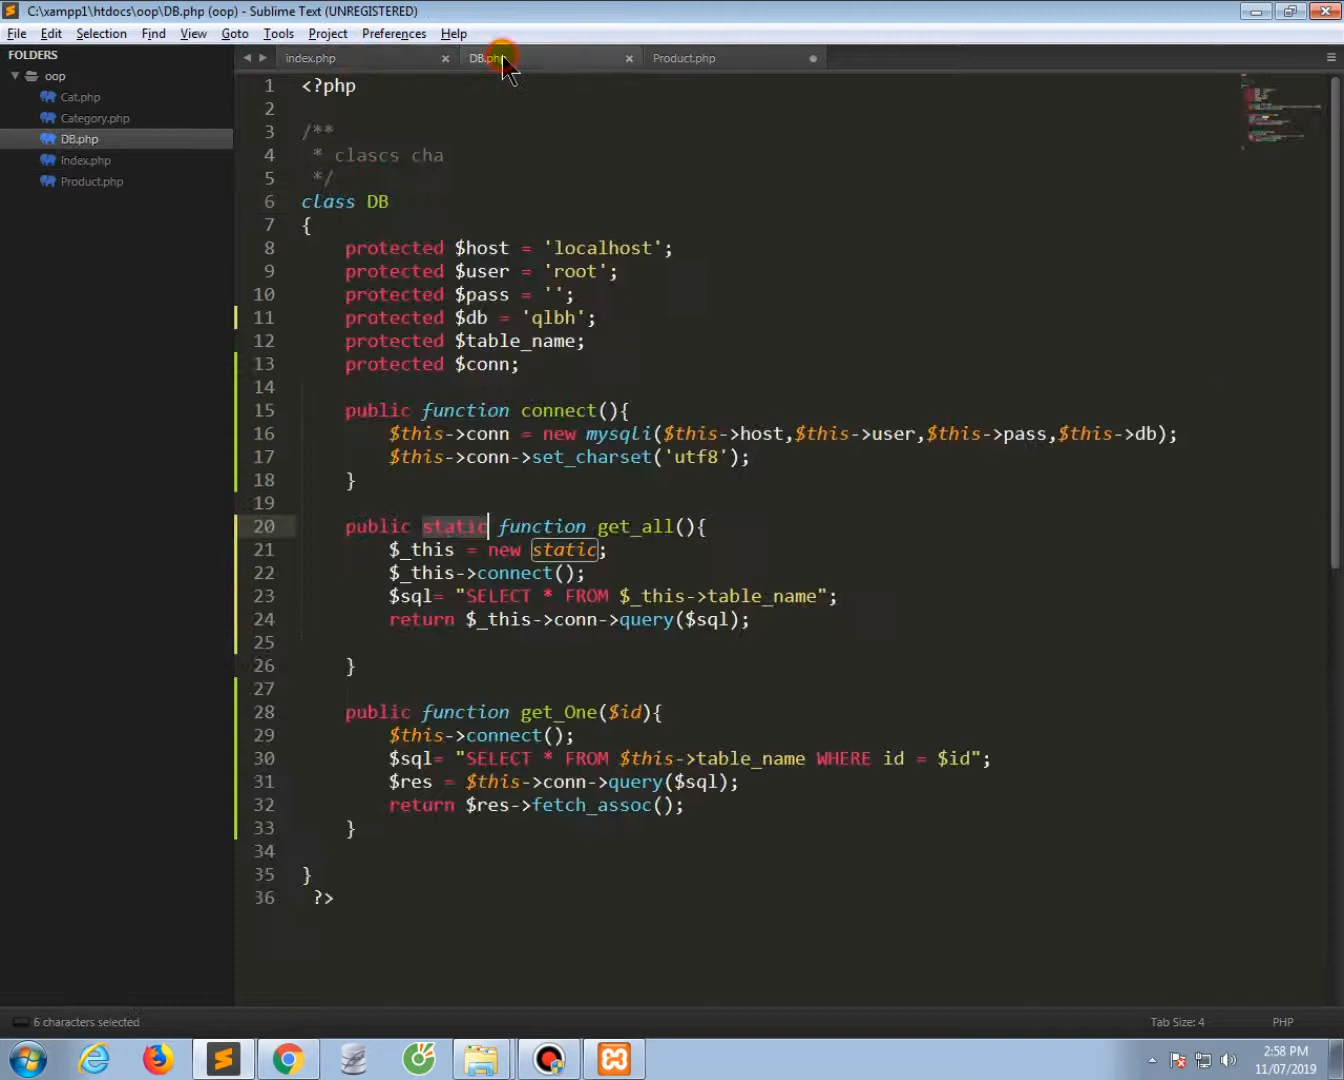 C:\xampp1\htdocs\oop\DB.php (oop) - Sublime Text (UNREGISTERED)
File Edit Selection Find View Goto Tools Project Preferences Help
FOLDERS
oop
Cat.php
Category.php
DB.php
index.php
Product.php
index.php × DB.php × Product.php
1 <?php
2
3 /**
4 * clascs cha
5 */
6 class DB
7 {
8 protected $host = 'localhost';
9 protected $user = 'root';
10 protected $pass = '';
11 protected $db = 'qlbh';
12 protected $table_name;
13 protected $conn;
14
15 public function connect(){
16 $this->conn = new mysqli($this->host,$this->user,$this->pass,$this->db);
17 $this->conn->set_charset('utf8');
18 }
19
20 public static function get_all(){
21 $_this = new static;
22 $_this->connect();
23 $sql= "SELECT * FROM $_this->table_name";
24 return $_this->conn->query($sql);
25
26 }
27
28 public function get_One($id){
29 $this->connect();
30 $sql= "SELECT * FROM $this->table_name WHERE id = $id";
31 $res = $this->conn->query($sql);
32 return $res->fetch_assoc();
33 }
34
35 }
36 ?>
6 characters selected
Tab Size: 4 PHP
2:58 PM
11/07/2019